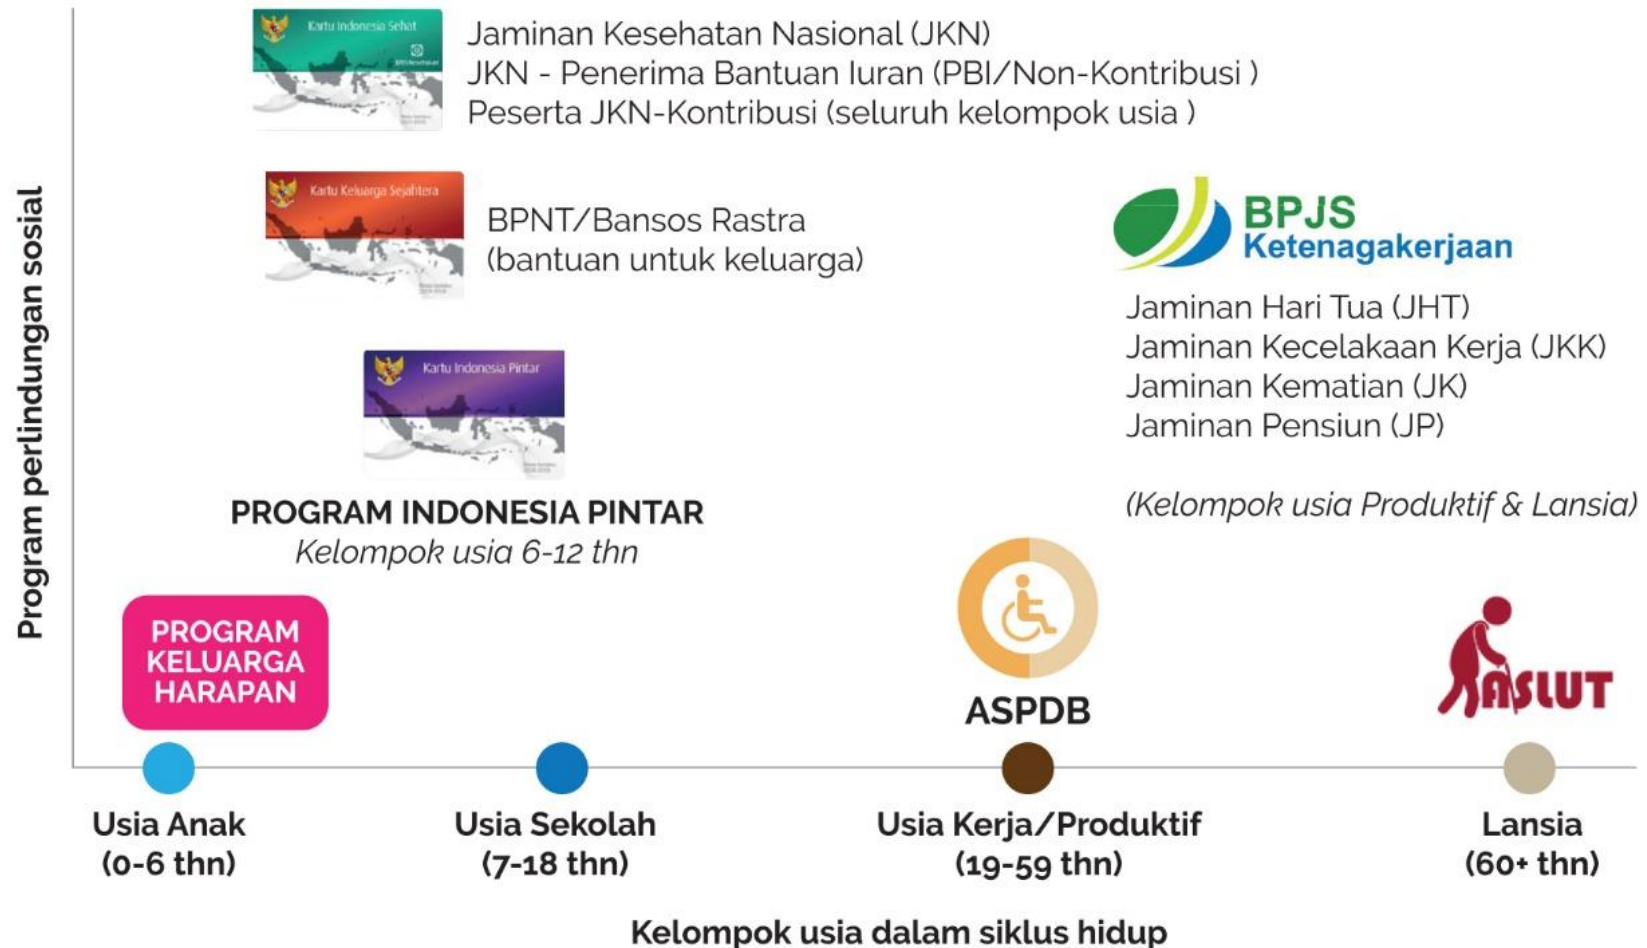 Kartu Indonesia Sehat
Jaminan Kesehatan Nasional (JKN)
JKN - Penerima Bantuan Iuran (PBI/Non-Kontribusi )
Peserta JKN-Kontribusi (seluruh kelompok usia )
Kartu Keluarga Sejahtera
BPNT/Bansos Rastra
(bantuan untuk keluarga)
BPJS
Ketenagakerjaan
Jaminan Hari Tua (JHT)
Jaminan Kecelakaan Kerja (JKK)
Jaminan Kematian (JK)
Jaminan Pensiun (JP)
(Kelompok usia Produktif & Lansia)
Kartu Indonesia Pintar
PROGRAM INDONESIA PINTAR
Kelompok usia 6-12 thn
PROGRAM
KELUARGA
HARAPAN
ASPDB
ASLUT
Program perlindungan sosial
Usia Anak
(0-6 thn)
Usia Sekolah
(7-18 thn)
Usia Kerja/Produktif
(19-59 thn)
Lansia
(60+ thn)
Kelompok usia dalam siklus hidup